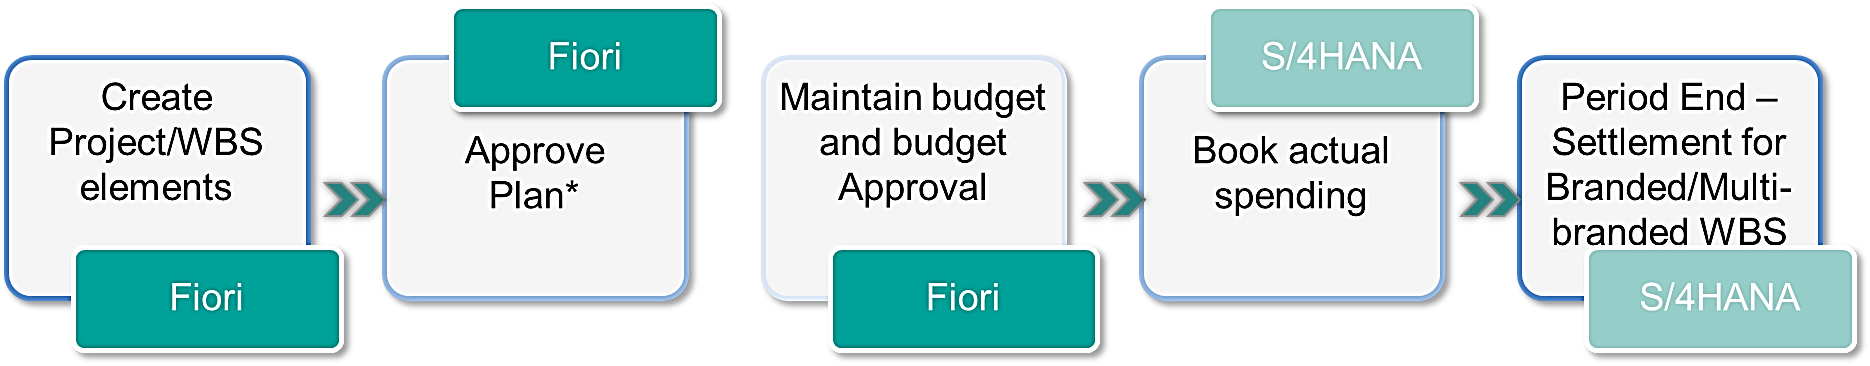 Create
Project/WBS
elements
Fiori
Fiori
Approve
Plan*
Maintain budget
and budget
Approval
Fiori
S/4HANA
Book actual
spending
Period End –
Settlement for
Branded/Multi-
branded WBS
S/4HANA